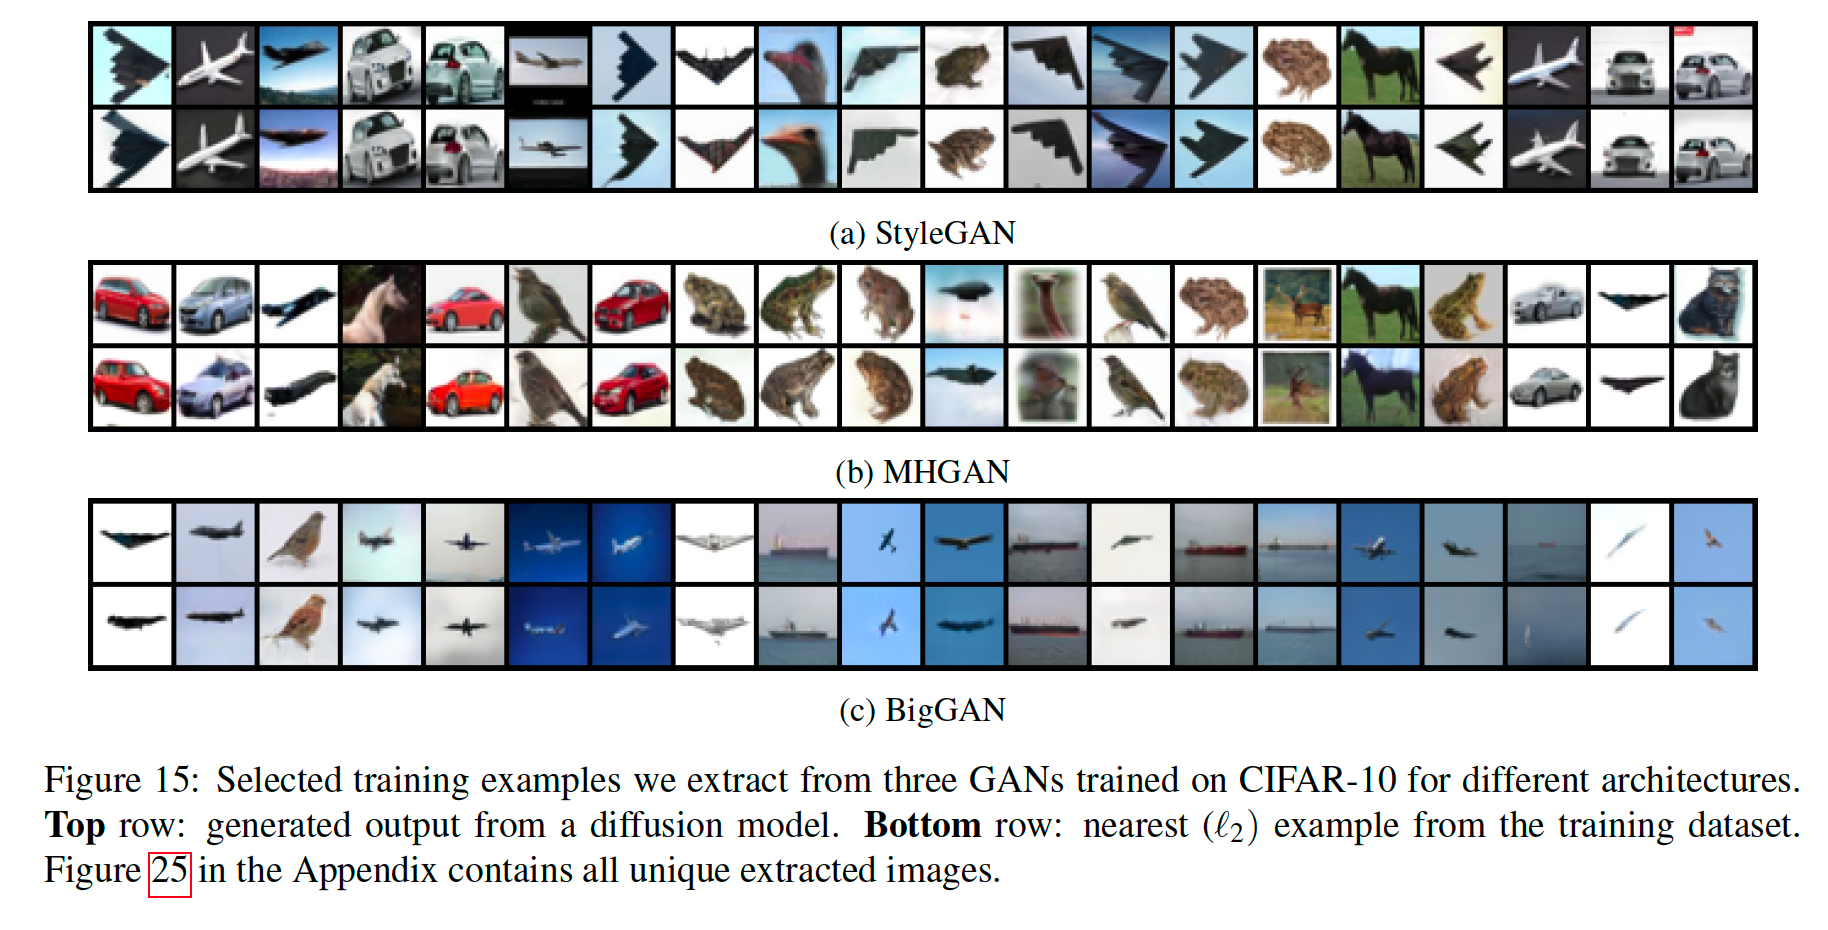 (a) StyleGAN
(b) MHGAN
(c) BigGAN
Figure 15: Selected training examples we extract from three GANs trained on CIFAR-10 for different architectures.
Top row: generated output from a diffusion model. Bottom row: nearest (ℓ₂) example from the training dataset.
Figure 25 in the Appendix contains all unique extracted images.